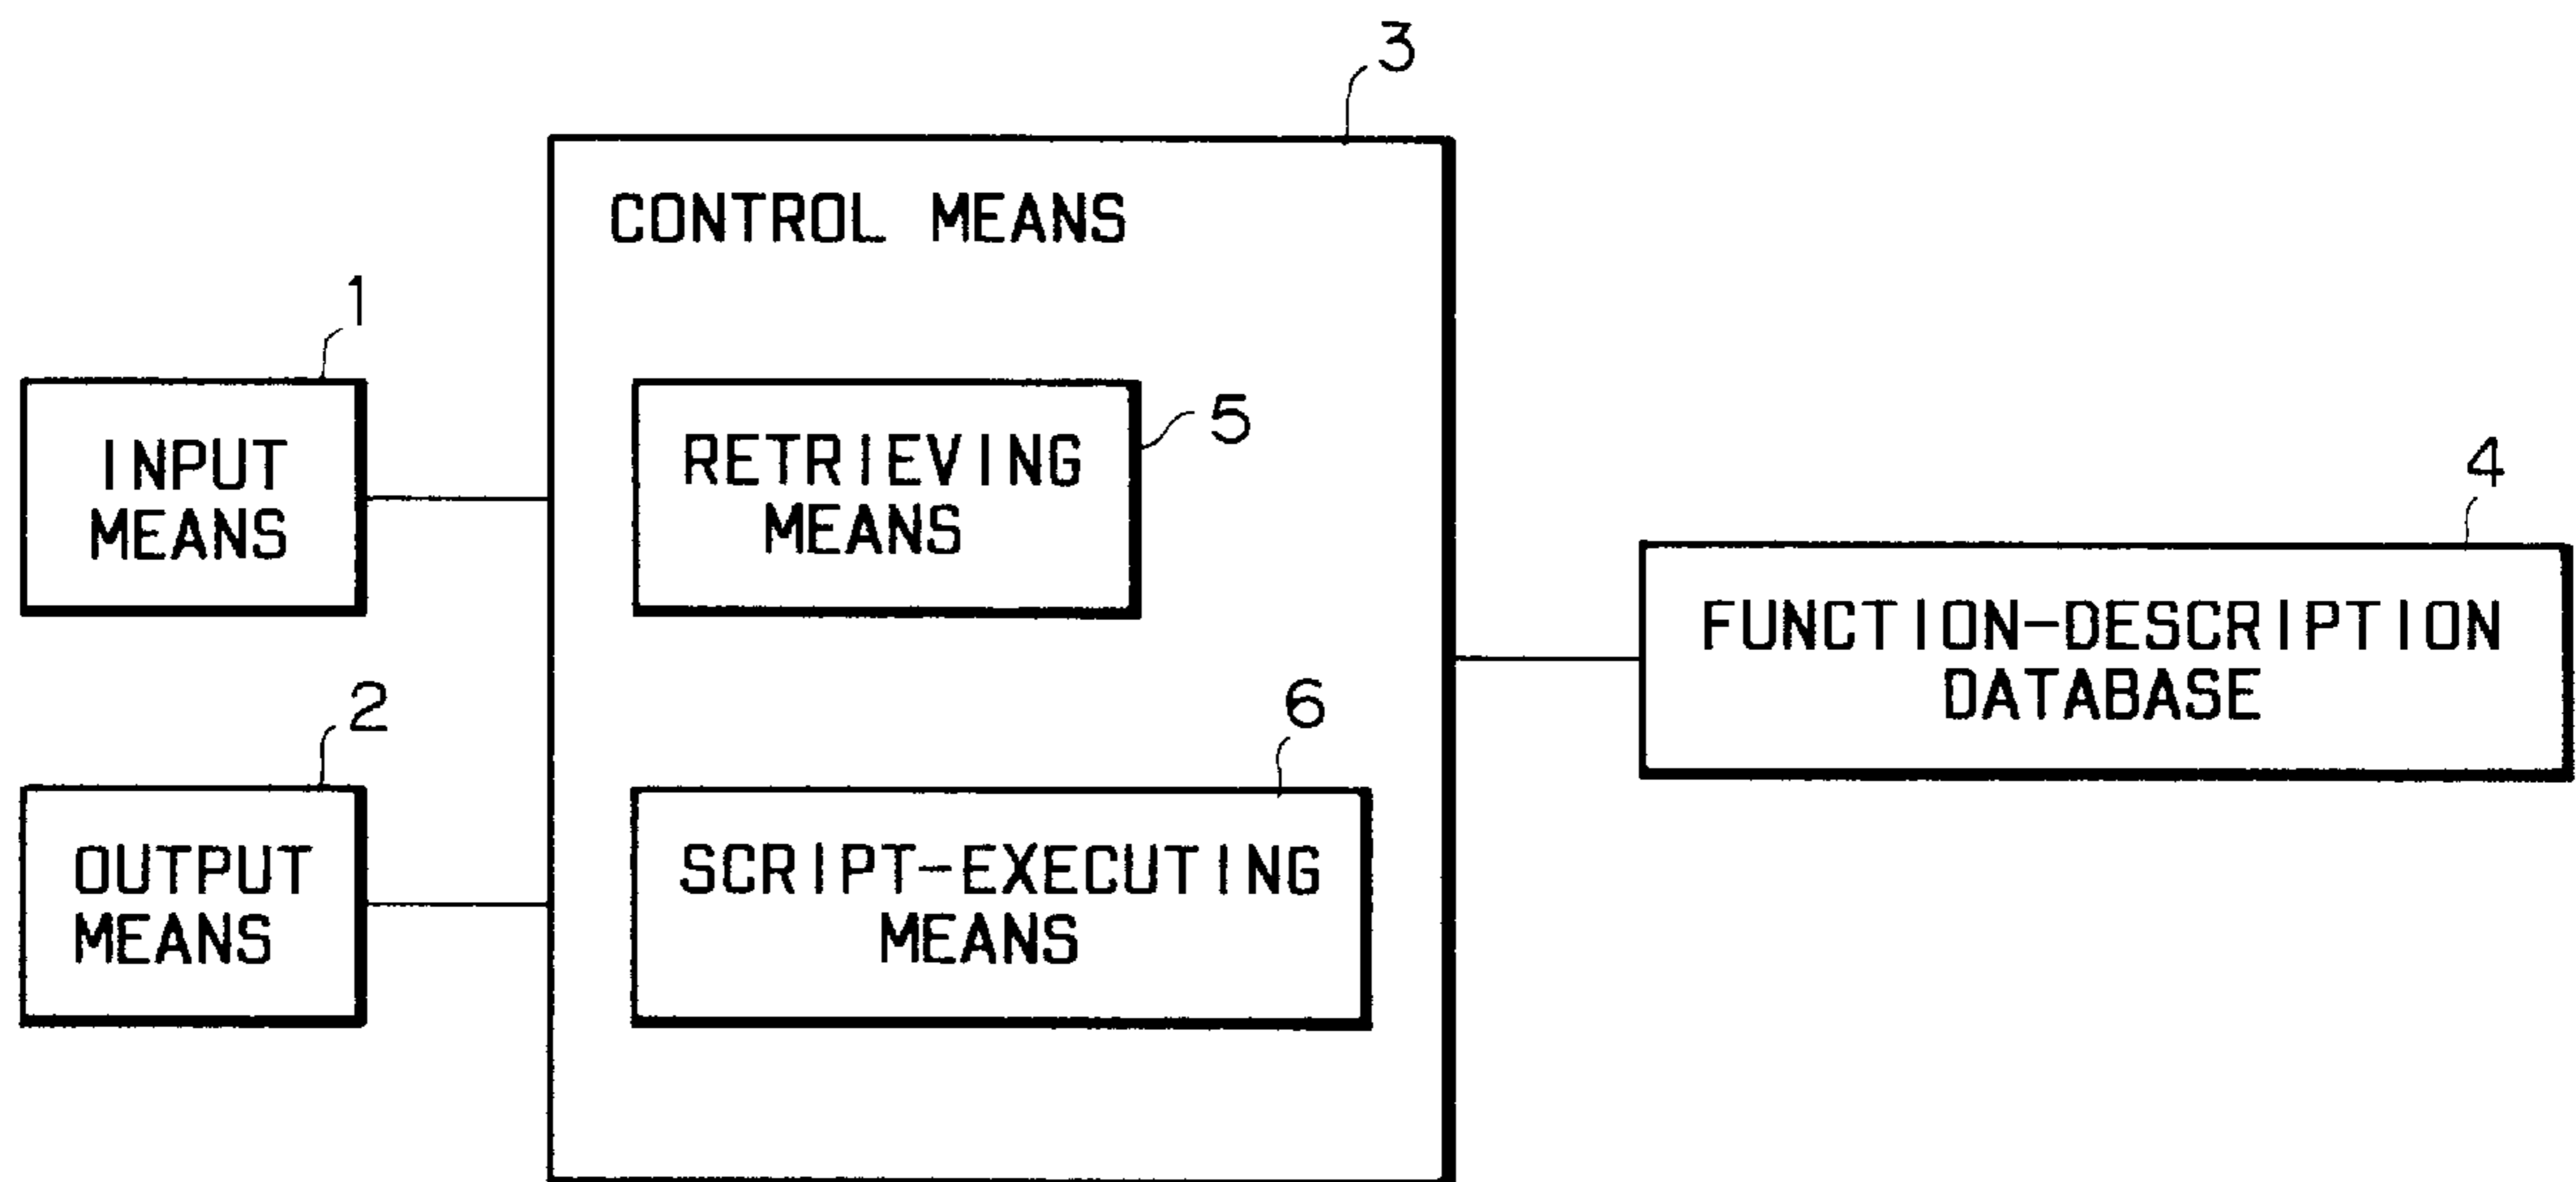 3
CONTROL MEANS
1
INPUT
MEANS
5
RETRIEVING
MEANS
4
FUNCTION-DESCRIPTION
DATABASE
2
OUTPUT
MEANS
6
SCRIPT-EXECUTING
MEANS